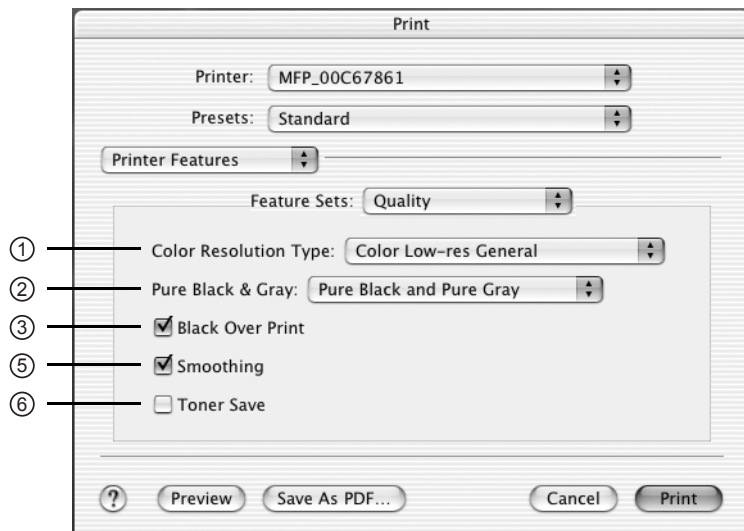 Print
Printer: MFP_00C67861
Presets: Standard
Printer Features
Feature Sets: Quality
① Color Resolution Type: Color Low-res General
② Pure Black & Gray: Pure Black and Pure Gray
③ Black Over Print
⑤ Smoothing
⑥ Toner Save
? Preview Save As PDF... Cancel Print